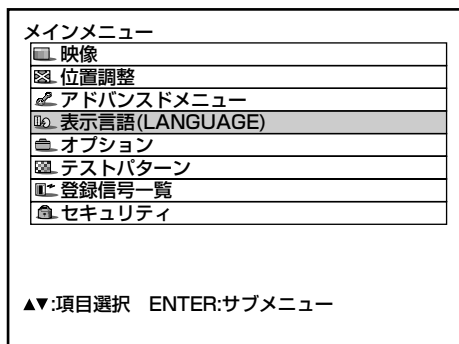 メインメニュー
映像
位置調整
アドバンスドメニュー
表示言語(LANGUAGE)
オプション
テストパターン
登録信号一覧
セキュリティ
▲▼:項目選択 ENTER:サブメニュー